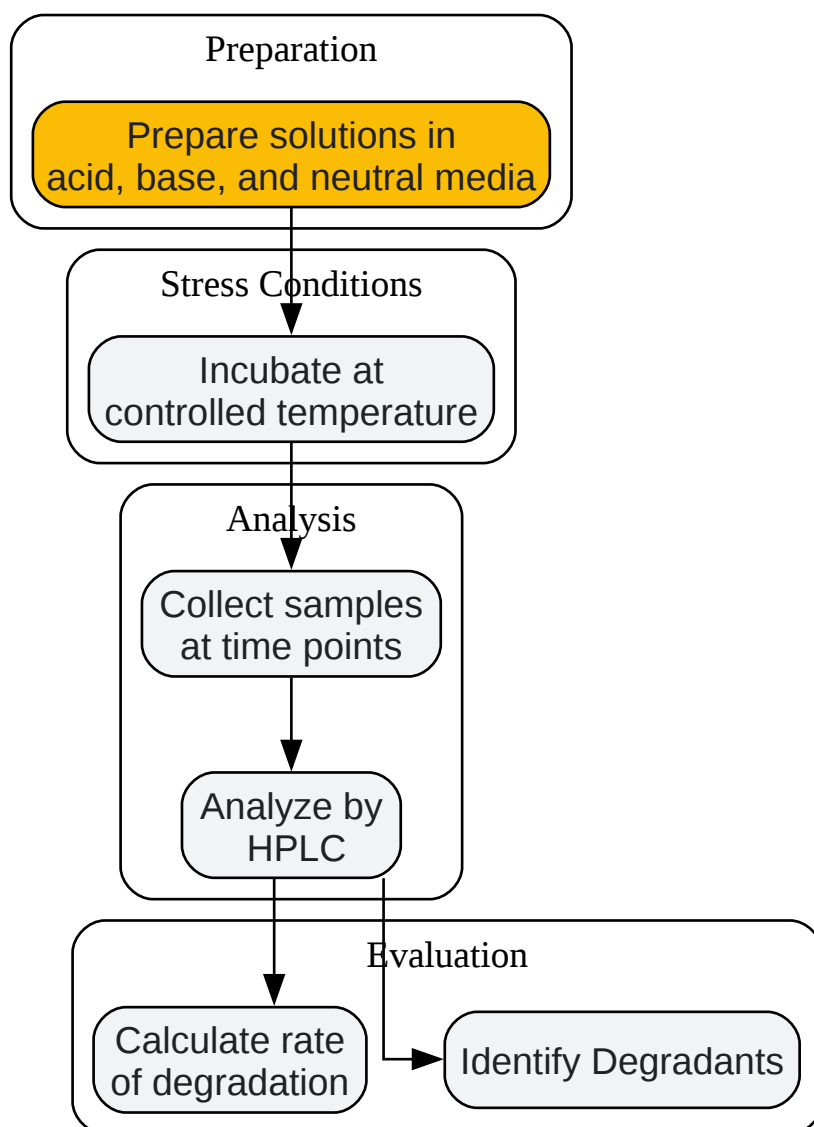 Preparation
Prepare solutions in
acid, base, and neutral media
Stress Conditions
Incubate at
controlled temperature
Analysis
Collect samples
at time points
Analyze by
HPLC
Evaluation
Calculate rate
of degradation
Identify Degradants